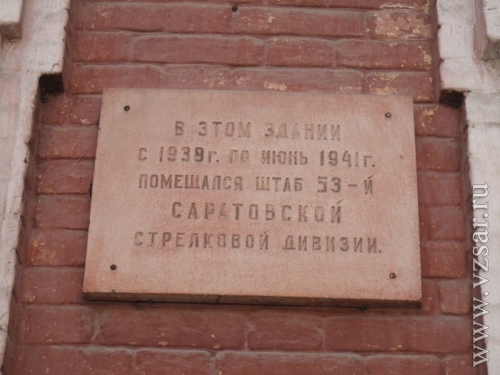 В ЭТОМ ЗДАНИИ
С 1939г. ПО ИЮНЬ 1941г.
ПОМЕЩАЛСЯ ШТАБ 53-Й
САРАТОВСКОЙ
СТРЕЛКОВОЙ ДИВИЗИИ.
www.vzsar.ru